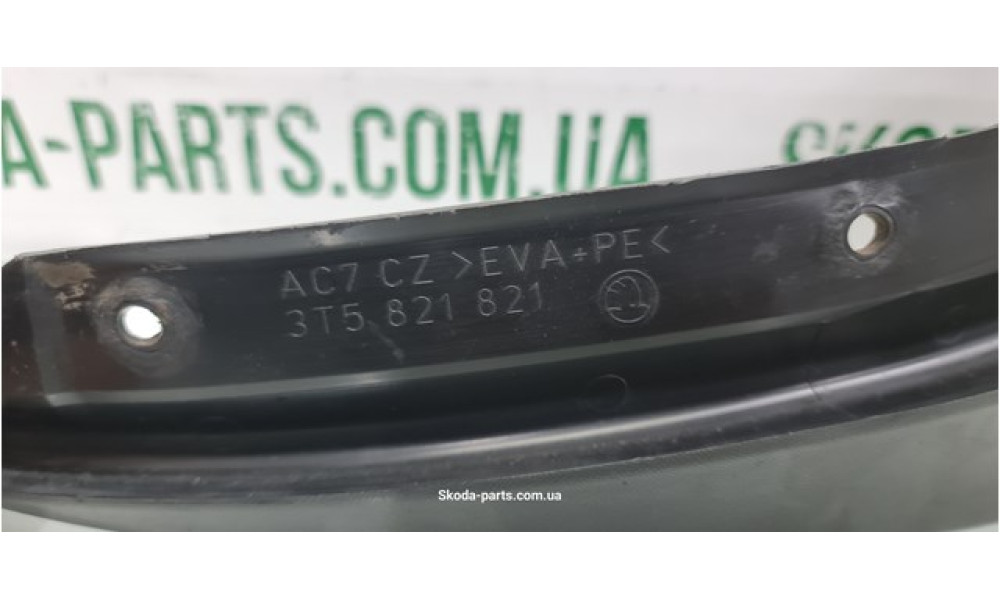 A-PARTS.COM.UA
AC7 CZ >EVA+PE<
3T5 821 821
Skoda-parts.com.ua